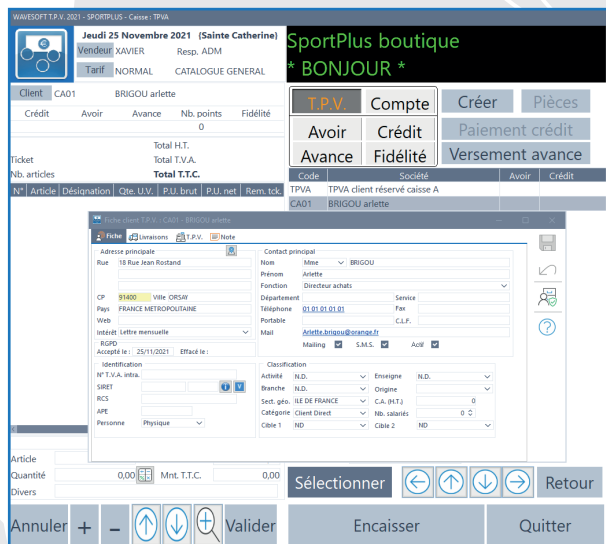 WAVESOFT T.P.V. 2021 - SPORTPLUS - Caisse : TPVA
Jeudi 25 Novembre 2021 (Sainte Catherine)
Vendeur XAVIER Resp. ADM
Tarif NORMAL CATALOGUE GENERAL
SportPlus boutique
* BONJOUR *
Client CA01 BRIGOU arlette
Crédit Avoir Avance Nb. points Fidélité
0
Total H.T.
Ticket Total T.V.A.
Nb. articles Total T.T.C.
N° Article Désignation Qte. U.V. P.U. brut P.U. net Rem. tck.
T.P.V. Compte Créer Pièces
Avoir Crédit Paiement crédit
Avance Fidélité Versement avance
Code Société Avoir Crédit
TPVA TPVA client réservé caisse A
CA01 BRIGOU arlette
Fiche client T.P.V. : CA01 - BRIGOU arlette
Fiche Livraisons T.P.V. Note
Adresse principale
Rue 18 Rue Jean Rostand
CP 91400 Ville ORSAY
Pays FRANCE METROPOLITAINE
Web
Intérêt Lettre mensuelle
RGPD
Accepté le : 25/11/2021 Effacé le :
Contact principal
Nom Mme BRIGOU
Prénom Arlette
Fonction Directeur achats
Département Service
Téléphone 01 01 01 01 01 Fax
Portable C.L.F.
Mail Arlette.brigou@orange.fr
Mailing S.M.S. Actif
Identification
N° T.V.A. intra.
SIRET
RCS
APE
Personne Physique
Classification
Activité N.D. Enseigne N.D.
Branche N.D. Origine
Sect. géo. ILE DE FRANCE C.A. (H.T.) 0
Catégorie Client Direct Nb. salariés 0
Cible 1 ND Cible 2 ND
Article
Quantité 0,00 Mnt. T.T.C. 0,00
Divers
Sélectionner Retour
Annuler + - Valider Encaisser Quitter